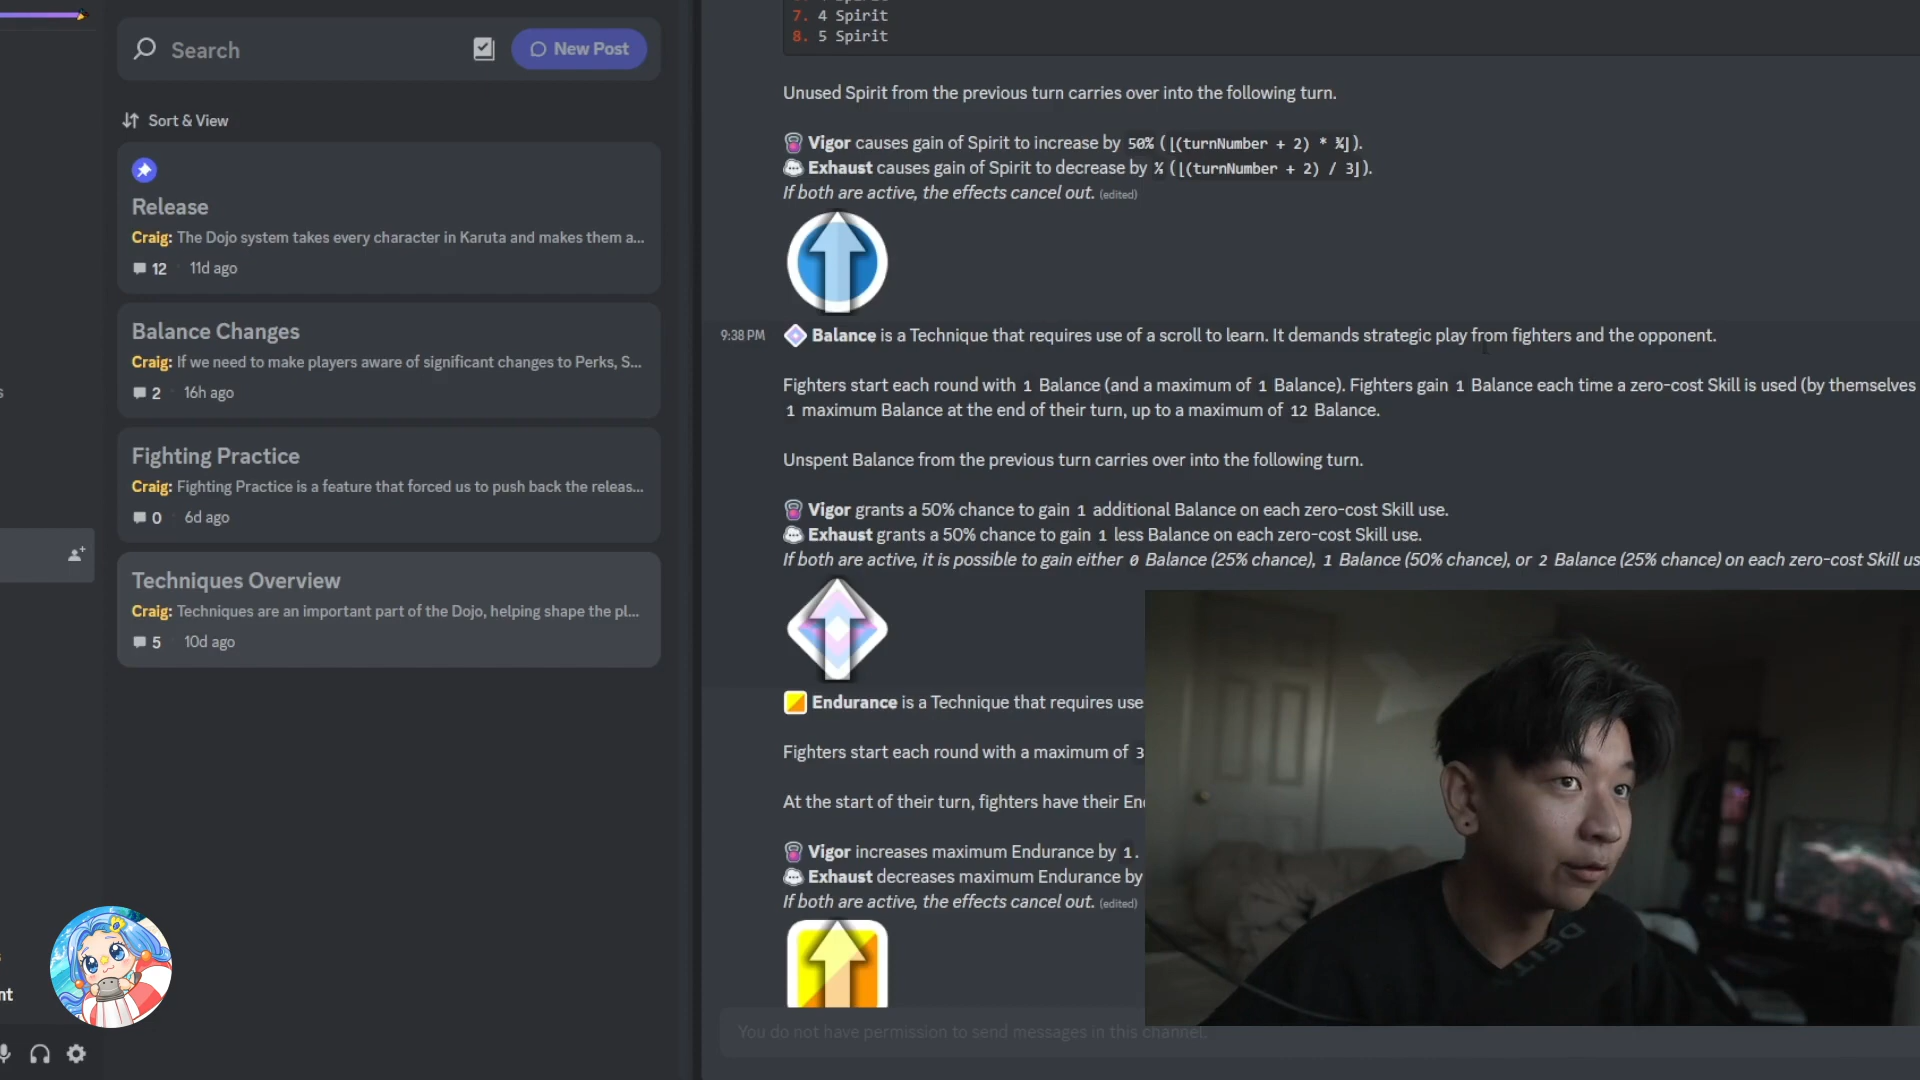 Search
New Post
Sort & View
Release
Craig: The Dojo system takes every character in Karuta and makes them a...
12 11d ago
Balance Changes
Craig: If we need to make players aware of significant changes to Perks, S...
2 16h ago
Fighting Practice
Craig: Fighting Practice is a feature that forced us to push back the releas...
0 6d ago
Techniques Overview
Craig: Techniques are an important part of the Dojo, helping shape the pl...
5 10d ago
nt
7. 4 Spirit
8. 5 Spirit
Unused Spirit from the previous turn carries over into the following turn.
Vigor causes gain of Spirit to increase by 50% (⌊(turnNumber + 2) * ¾⌋).
Exhaust causes gain of Spirit to decrease by ⅓ (⌊(turnNumber + 2) / 3⌋).
If both are active, the effects cancel out. (edited)
9:38 PM Balance is a Technique that requires use of a scroll to learn. It demands strategic play from fighters and the opponent.
Fighters start each round with 1 Balance (and a maximum of 1 Balance). Fighters gain 1 Balance each time a zero-cost Skill is used (by themselves
1 maximum Balance at the end of their turn, up to a maximum of 12 Balance.
Unspent Balance from the previous turn carries over into the following turn.
Vigor grants a 50% chance to gain 1 additional Balance on each zero-cost Skill use.
Exhaust grants a 50% chance to gain 1 less Balance on each zero-cost Skill use.
If both are active, it is possible to gain either 0 Balance (25% chance), 1 Balance (50% chance), or 2 Balance (25% chance) on each zero-cost Skill us
Endurance is a Technique that requires use
Fighters start each round with a maximum of 3
At the start of their turn, fighters have their En
Vigor increases maximum Endurance by 1.
Exhaust decreases maximum Endurance by
If both are active, the effects cancel out. (edited)
You do not have permission to send messages in this channel.